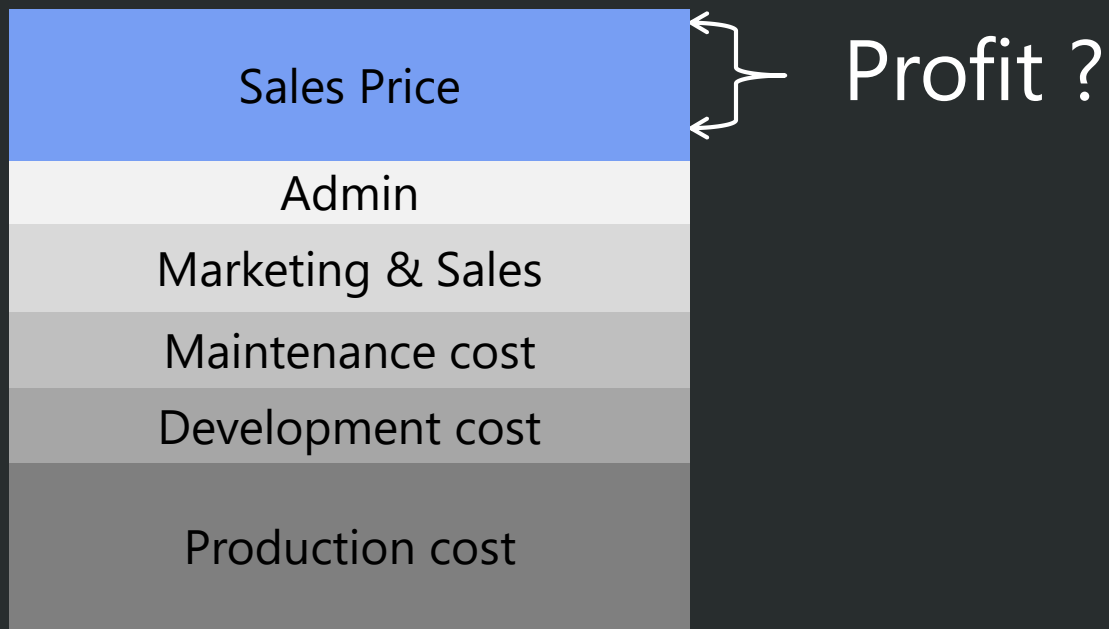 Sales Price
Profit ?
Admin
Marketing & Sales
Maintenance cost
Development cost
Production cost